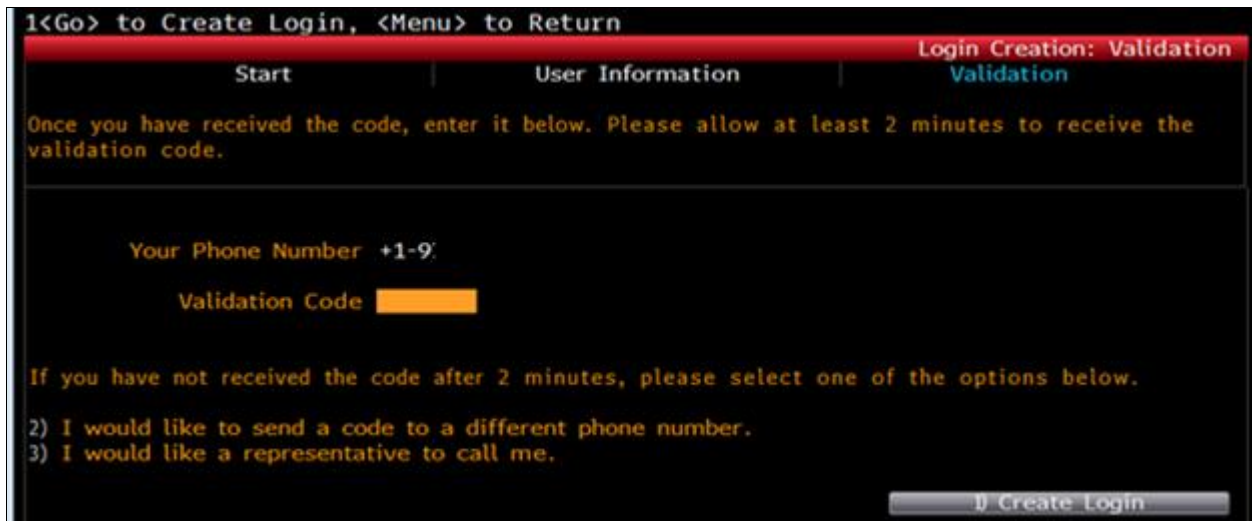 1<Go> to Create Login, <Menu> to Return
Login Creation: Validation
Start User Information Validation
Once you have received the code, enter it below. Please allow at least 2 minutes to receive the
validation code.
Your Phone Number +1-9
Validation Code
If you have not received the code after 2 minutes, please select one of the options below.
2) I would like to send a code to a different phone number.
3) I would like a representative to call me.
1) Create Login